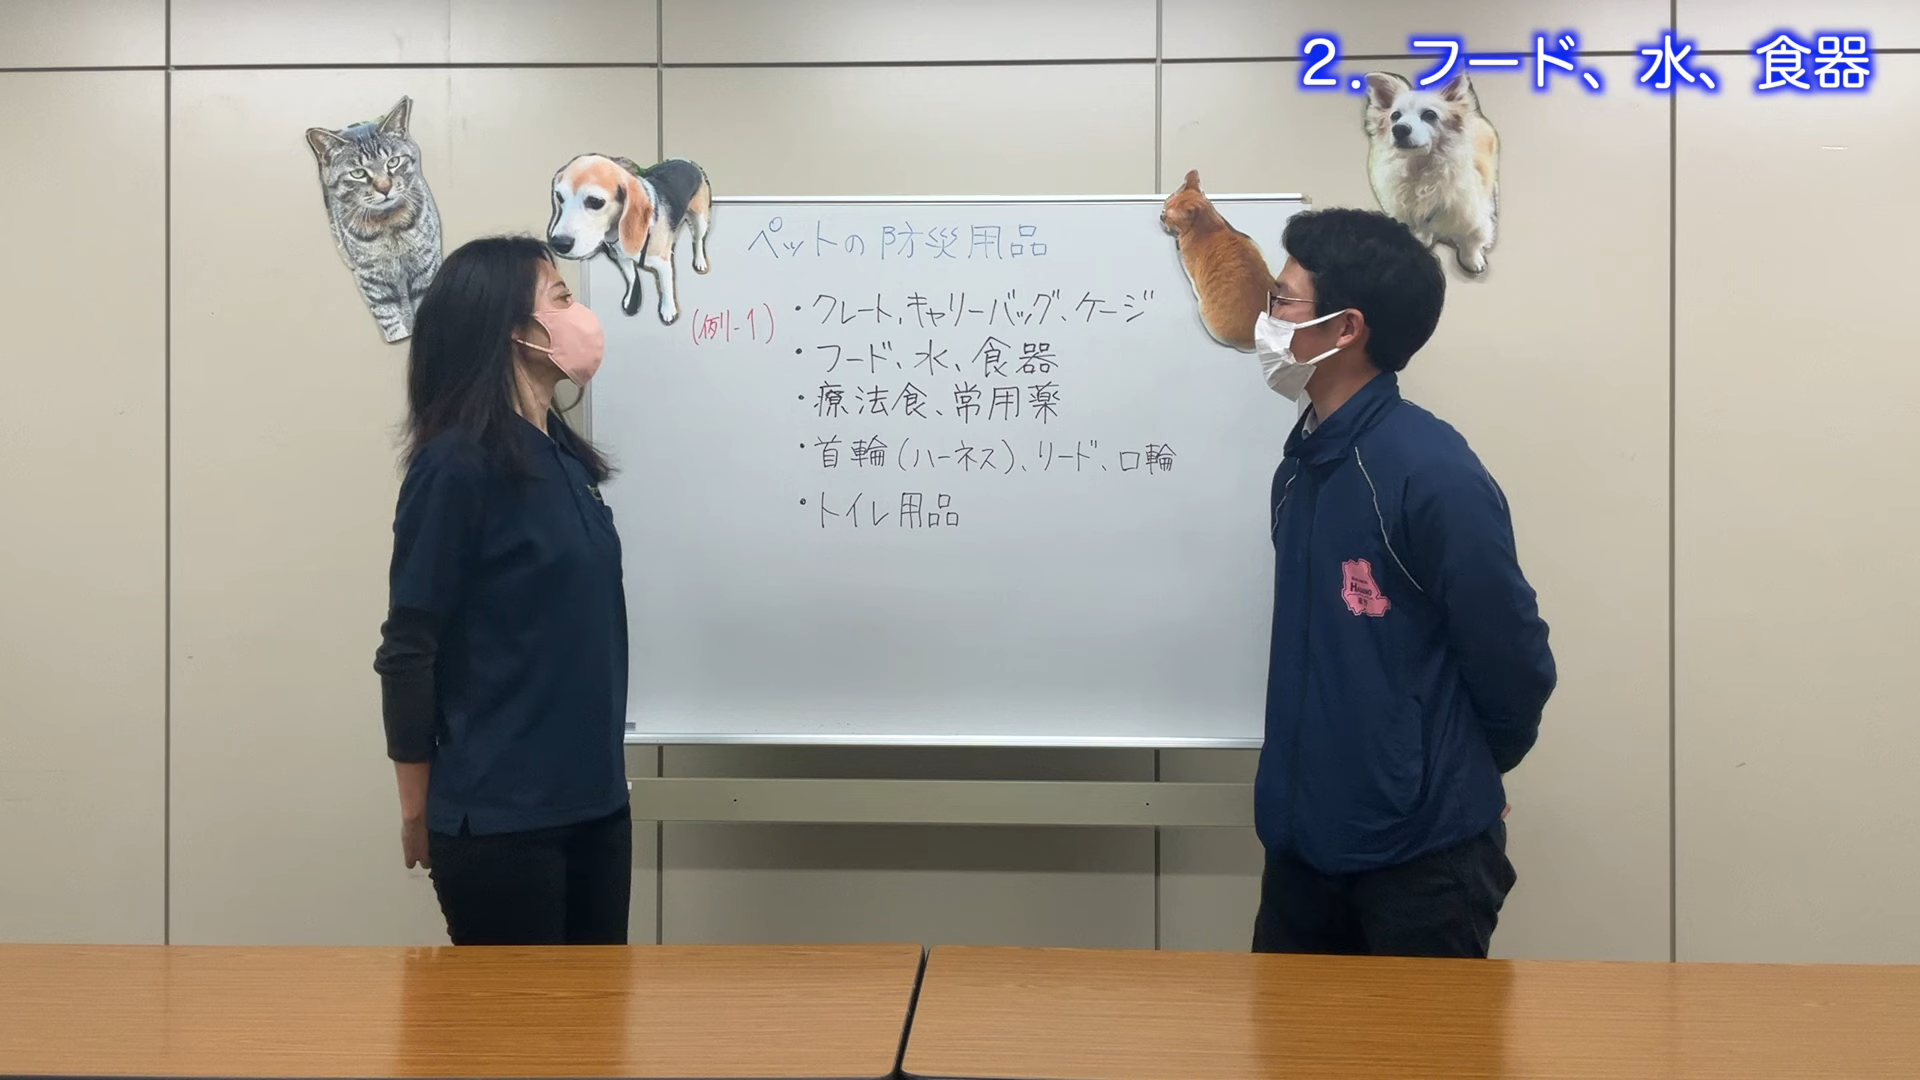 2．フード、水、食器
ペットの防災用品
(例-1)
・クレート、キャリーバッグ、ケージ
・フード、水、食器
・療法食、常用薬
・首輪(ハーネス)、リード、口輪
・トイレ用品